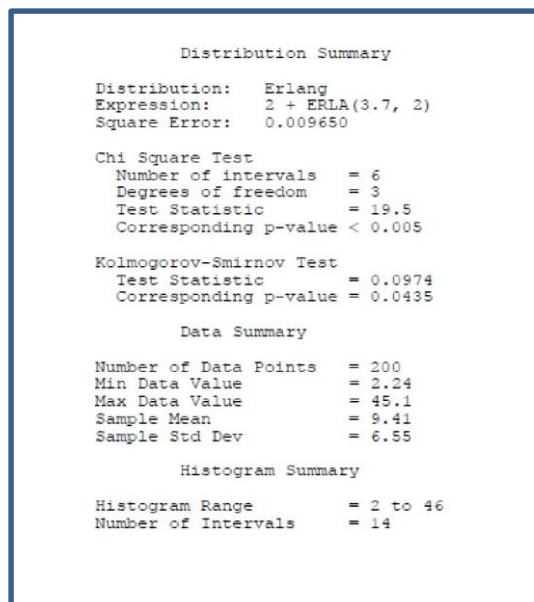 Distribution Summary
Distribution: Erlang
Expression: 2 + ERLA(3.7, 2)
Square Error: 0.009650
Chi Square Test
Number of intervals = 6
Degrees of freedom = 3
Test Statistic = 19.5
Corresponding p-value < 0.005
Kolmogorov-Smirnov Test
Test Statistic = 0.0974
Corresponding p-value = 0.0435
Data Summary
Number of Data Points = 200
Min Data Value = 2.24
Max Data Value = 45.1
Sample Mean = 9.41
Sample Std Dev = 6.55
Histogram Summary
Histogram Range = 2 to 46
Number of Intervals = 14